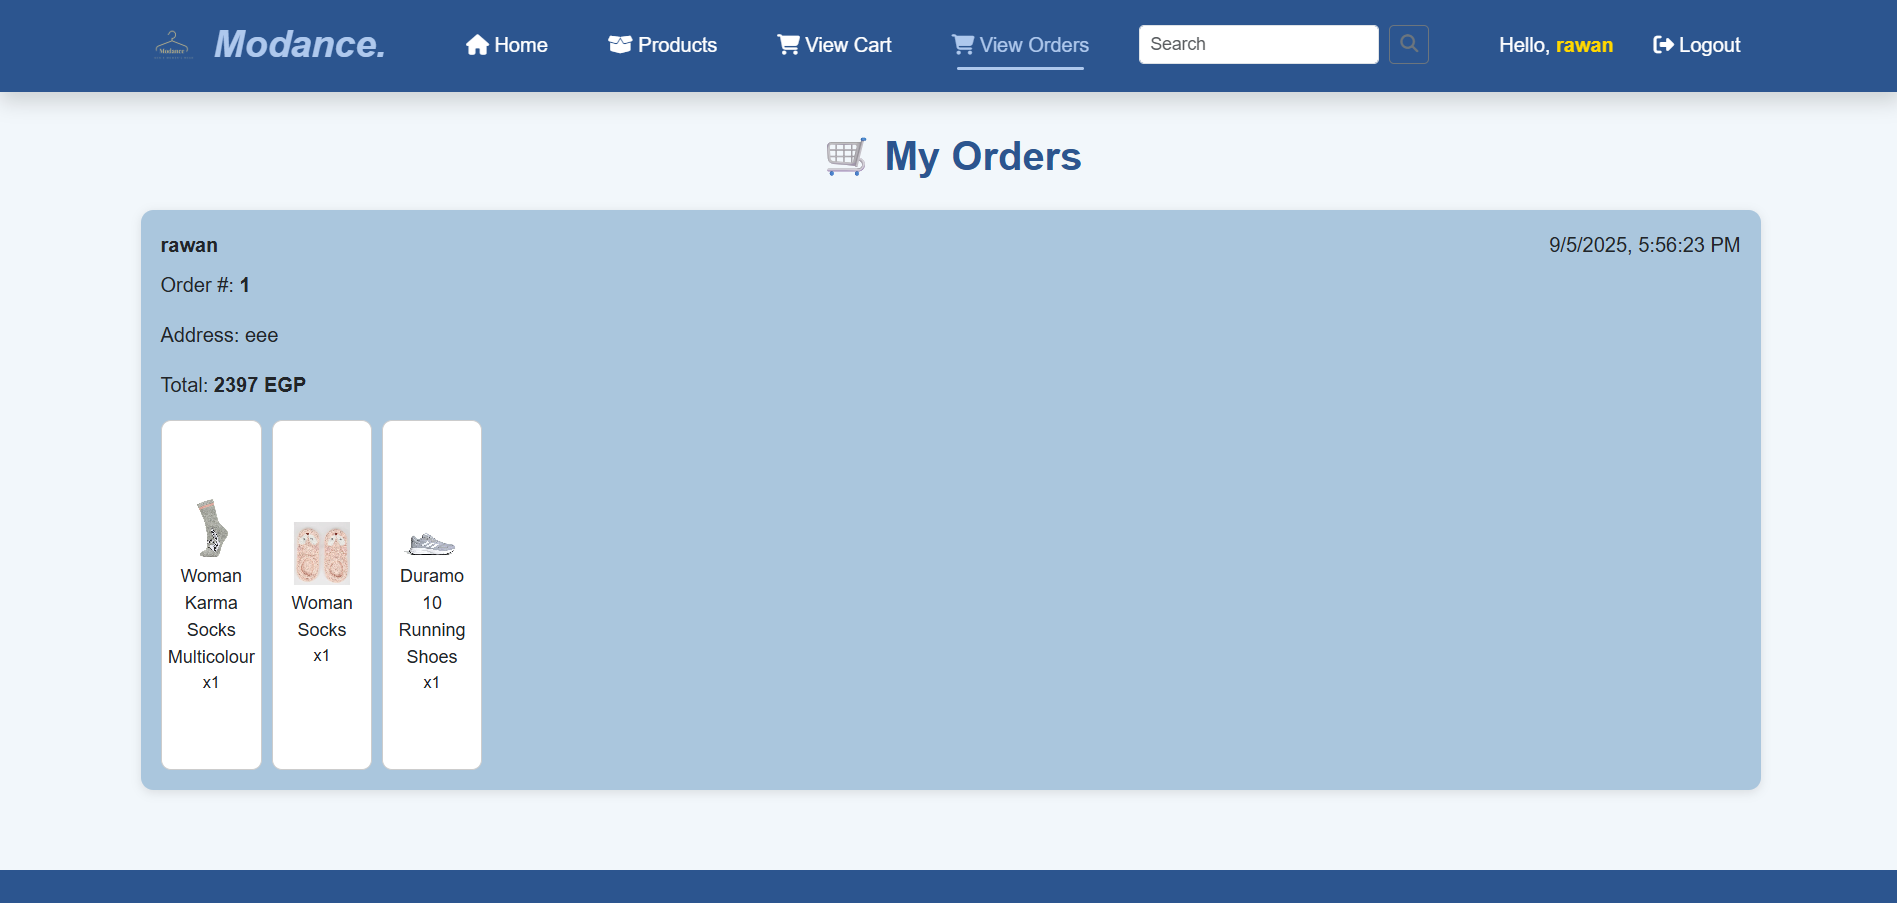 Modance
Modance.
Home
Products
View Cart
View Orders
Search
Hello, rawan
Logout
My Orders
rawan
9/5/2025, 5:56:23 PM
Order #: 1
Address: eee
Total: 2397 EGP
Woman
Karma
Socks
Multicolour
x1
Woman
Socks
x1
Duramo
10
Running
Shoes
x1